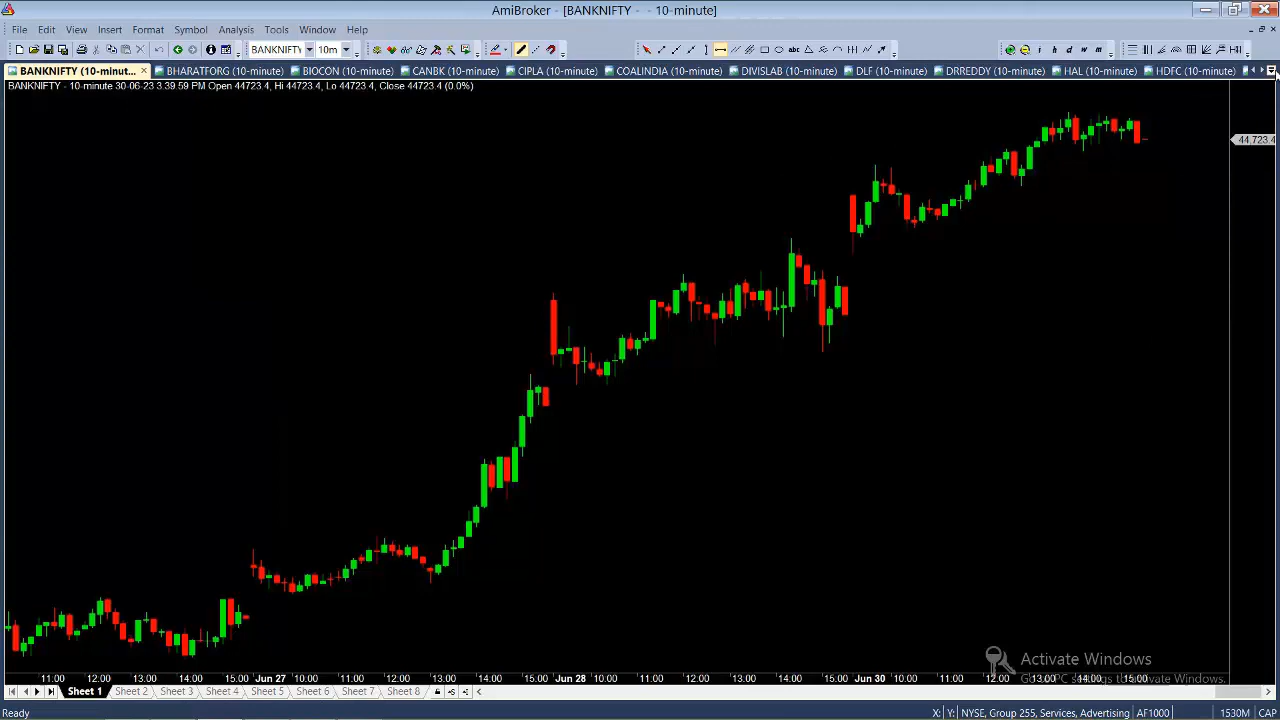 AmiBroker - [BANKNIFTY - - 10-minute]
File Edit View Insert Format Symbol Analysis Tools Window Help
BANKNIFTY 10m abc i h d w m
BANKNIFTY (10-minut... BHARATFORG (10-minute) BIOCON (10-minute) CANBK (10-minute) CIPLA (10-minute) COALINDIA (10-minute) DIVISLAB (10-minute) DLF (10-minute) DRREDDY (10-minute) HAL (10-minute) HDFC (10-minute)
BANKNIFTY - 10-minute 30-06-23 3.39.59 PM Open 44723.4, Hi 44723.4, Lo 44723.4, Close 44723.4 (0.0%)
44,723.4
Activate Windows
Go to PC settings to activate Windows.
11:00 12:00 13:00 14:00 15:00 Jun 27 10:00 11:00 12:00 13:00 14:00 15:00 Jun 28 10:00 11:00 12:00 13:00 14:00 15:00 Jun 30 10:00 11:00 12:00 13:00 14:00 15:00
Sheet 1 Sheet 2 Sheet 3 Sheet 4 Sheet 5 Sheet 6 Sheet 7 Sheet 8
Ready X: Y: NYSE, Group 255, Services, Advertising AF1000 1530M CAP